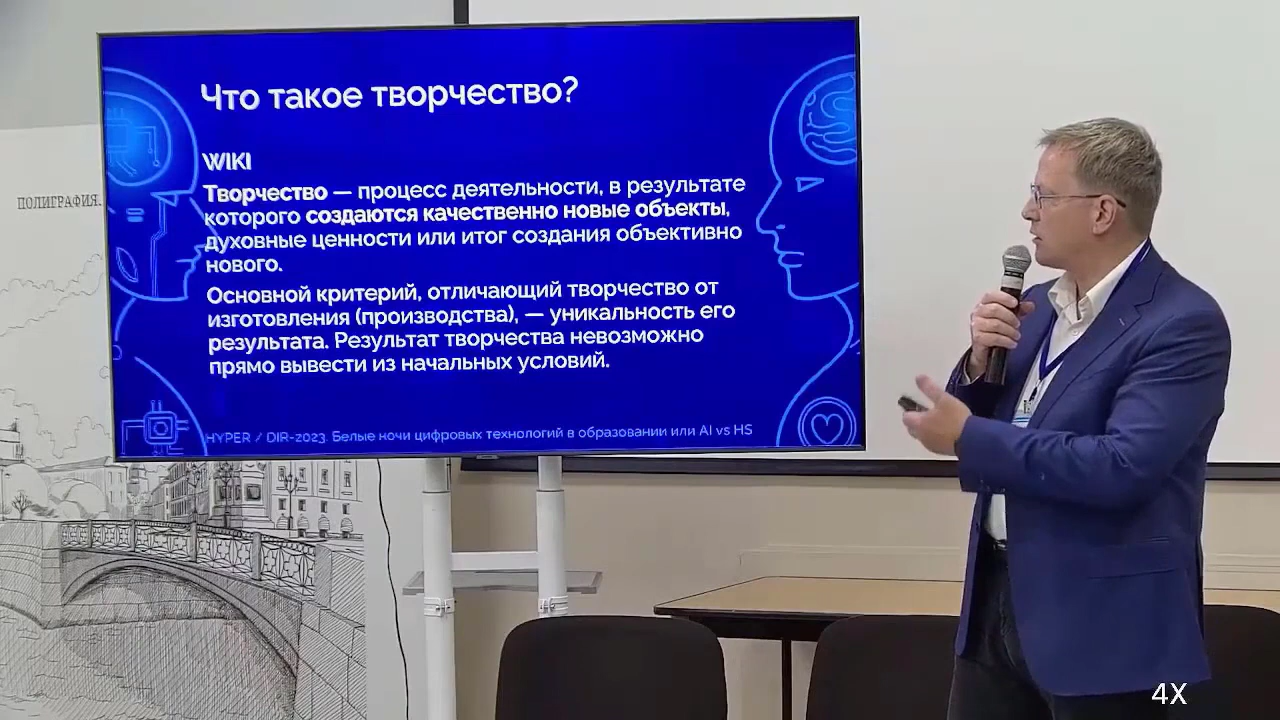 Что такое творчество?
WIKI
Творчество — процесс деятельности, в результате
которого создаются качественно новые объекты,
духовные ценности или итог создания объективно
нового.
Основной критерий, отличающий творчество от
изготовления (производства), — уникальность его
результата. Результат творчества невозможно
прямо вывести из начальных условий.
HYPER / DIR-2023. Белые ночи цифровых технологий в образовании или AI vs HS
ПОЛИГРАФИЯ.
4X